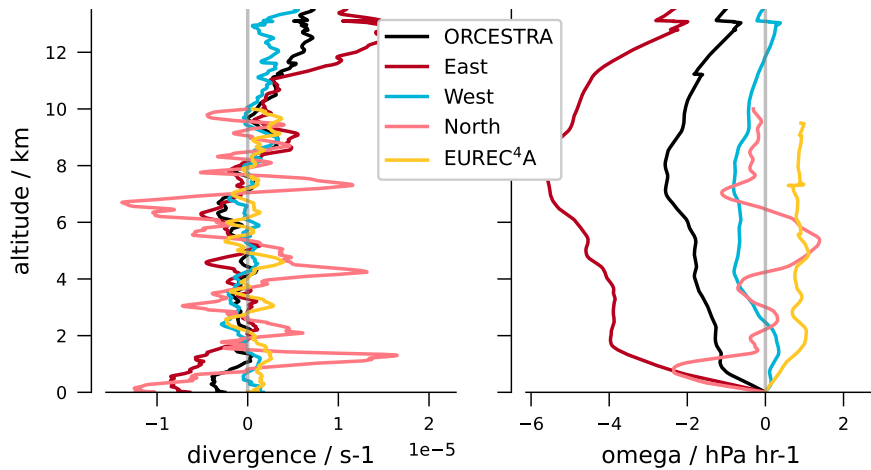 ORCESTRA
East
West
North
EUREC⁴A
altitude / km
12
10
8
6
4
2
0
−1 0 1 2
1e−5
divergence / s-1
−6 −4 −2 0 2
omega / hPa hr-1